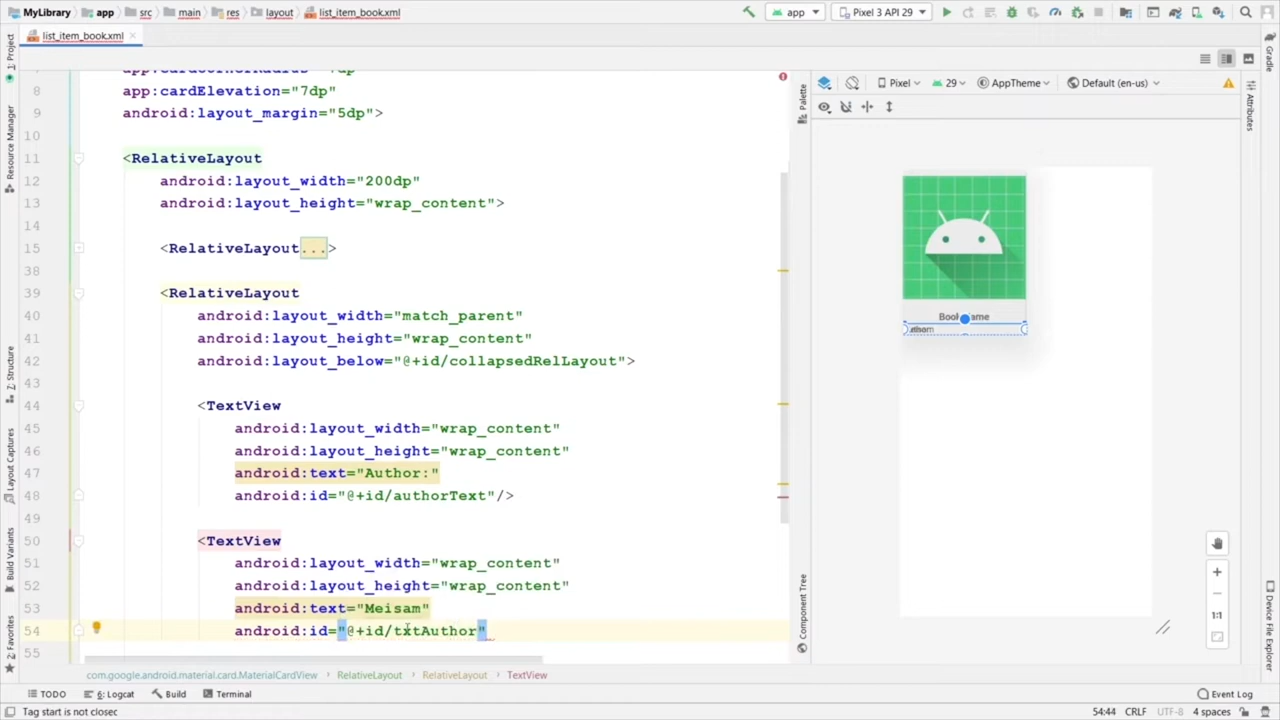 MyLibrary app src main res layout list_item_book.xml app Pixel 3 API 29
list_item_book.xml
8 app:cardElevation="7dp"
9 android:layout_margin="5dp">
10
11 <RelativeLayout
12 android:layout_width="200dp"
13 android:layout_height="wrap_content">
14
15 <RelativeLayout...>
38
39 <RelativeLayout
40 android:layout_width="match_parent"
41 android:layout_height="wrap_content"
42 android:layout_below="@+id/collapsedRelLayout">
43
44 <TextView
45 android:layout_width="wrap_content"
46 android:layout_height="wrap_content"
47 android:text="Author:"
48 android:id="@+id/authorText"/>
49
50 <TextView
51 android:layout_width="wrap_content"
52 android:layout_height="wrap_content"
53 android:text="Meisam"
54 android:id="@+id/txtAuthor"
55
com.google.android.material.card.MaterialCardView RelativeLayout RelativeLayout TextView
1: Project
Resource Manager
7: Structure
Layout Captures
Build Variants
2: Favorites
Palette
Component Tree
Pixel 29 AppTheme Default (en-us)
1:1
Gradle
Attributes
Device File Explorer
TODO 6: Logcat Build Terminal Event Log
Tag start is not closed 54:44 CRLF UTF-8 4 spaces